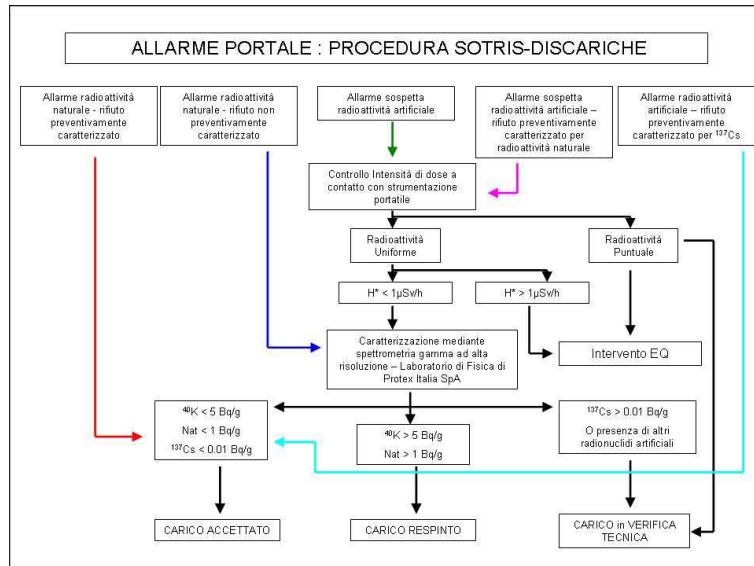 ALLARME PORTALE : PROCEDURA SOTRIS-DISCARICHE
Allarme radioattività
naturale - rifiuto
preventivamente
caratterizzato
Allarme radioattività
naturale - rifiuto non
preventivamente
caratterizzato
Allarme sospetta
radioattività artificiale
Allarme sospetta
radioattività artificiale –
rifiuto preventivamente
caratterizzato per
radioattività naturale
Allarme radioattività
artificiale – rifiuto
preventivamente
caratterizzato per ¹³⁷Cs
Controllo Intensità di dose a
contatto con strumentazione
portatile
Radioattività
Uniforme
Radioattività
Puntuale
H* < 1µSv/h
H* > 1µSv/h
Caratterizzazione mediante
spettrometria gamma ad alta
risoluzione – Laboratorio di Fisica di
Protex Italia SpA
Intervento EQ
⁴⁰K < 5 Bq/g
Nat < 1 Bq/g
¹³⁷Cs < 0.01 Bq/g
⁴⁰K > 5 Bq/g
Nat > 1 Bq/g
¹³⁷Cs > 0.01 Bq/g
O presenza di altri
radionuclidi artificiali
CARICO ACCETTATO
CARICO RESPINTO
CARICO in VERIFICA
TECNICA